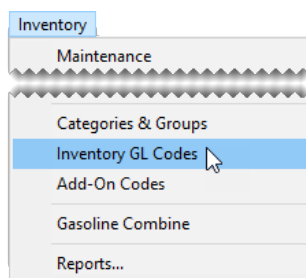 Inventory
Maintenance
Categories & Groups
Inventory GL Codes
Add-On Codes
Gasoline Combine
Reports...